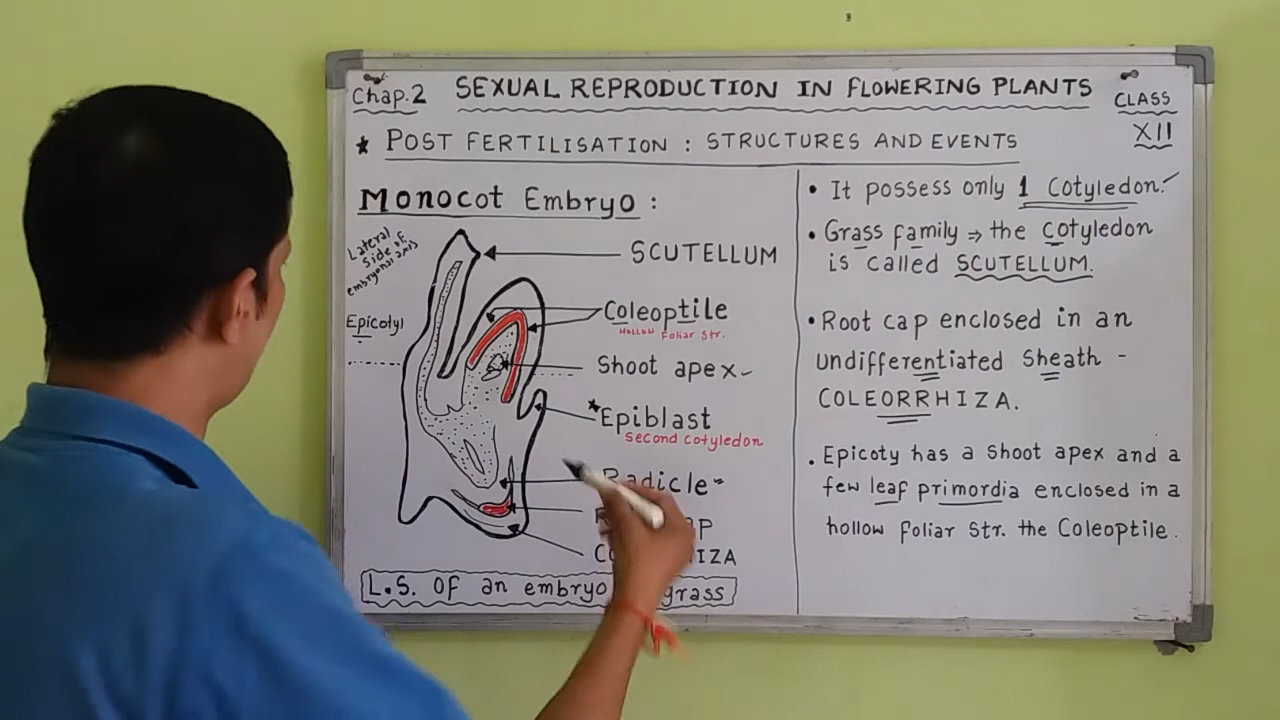 Chap.2 SEXUAL REPRODUCTION IN FLOWERING PLANTS
CLASS
XII
★ POST FERTILISATION : STRUCTURES AND EVENTS
Monocot Embryo :
Lateral
Side of
embryonal axis
Epicotyl
SCUTELLUM
Coleoptile
HOLLOW Foliar Str.
Shoot apex
★Epiblast
Second cotyledon
Radicle
L.S. Of an embryo grass
• It possess only 1 Cotyledon.
• Grass family ⇒ the cotyledon
is called SCUTELLUM.
• Root cap enclosed in an
undifferentiated Sheath -
COLEORRHIZA.
. Epicoty has a Shoot apex and a
few leaf primordia enclosed in a
hollow foliar Str. the Coleoptile.